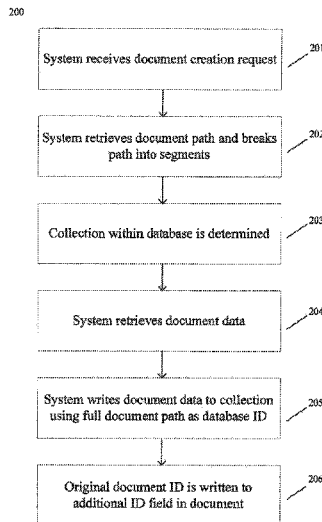 200
201
System receives document creation request
202
System retrieves document path and breaks
path into segments
203
Collection within database is determined
204
System retrieves document data
205
System writes document data to collection
using full document path as database ID
206
Original document ID is written to
additional ID field in document